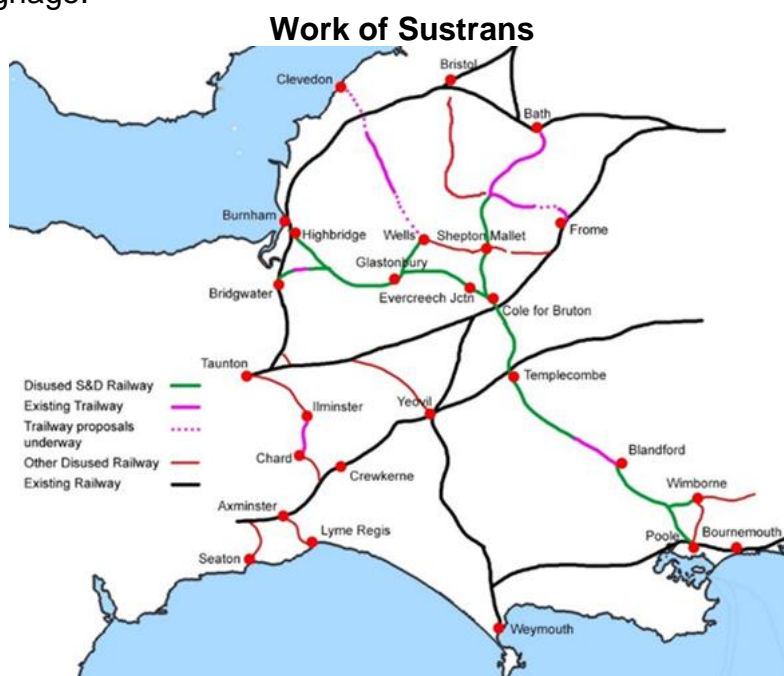 Work of Sustrans
Clevedon
Bristol
Bath
Burnham
Highbridge
Wells
Shepton Mallet
Frome
Glastonbury
Bridgwater
Evercreech Jctn
Cole for Bruton
Taunton
Templecombe
Disused S&D Railway
Existing Trailway
Trailway proposals
underway
Other Disused Railway
Existing Railway
Ilminster
Yeovil
Chard
Crewkerne
Blandford
Wimborne
Axminster
Lyme Regis
Seaton
Poole
Bournemouth
Weymouth